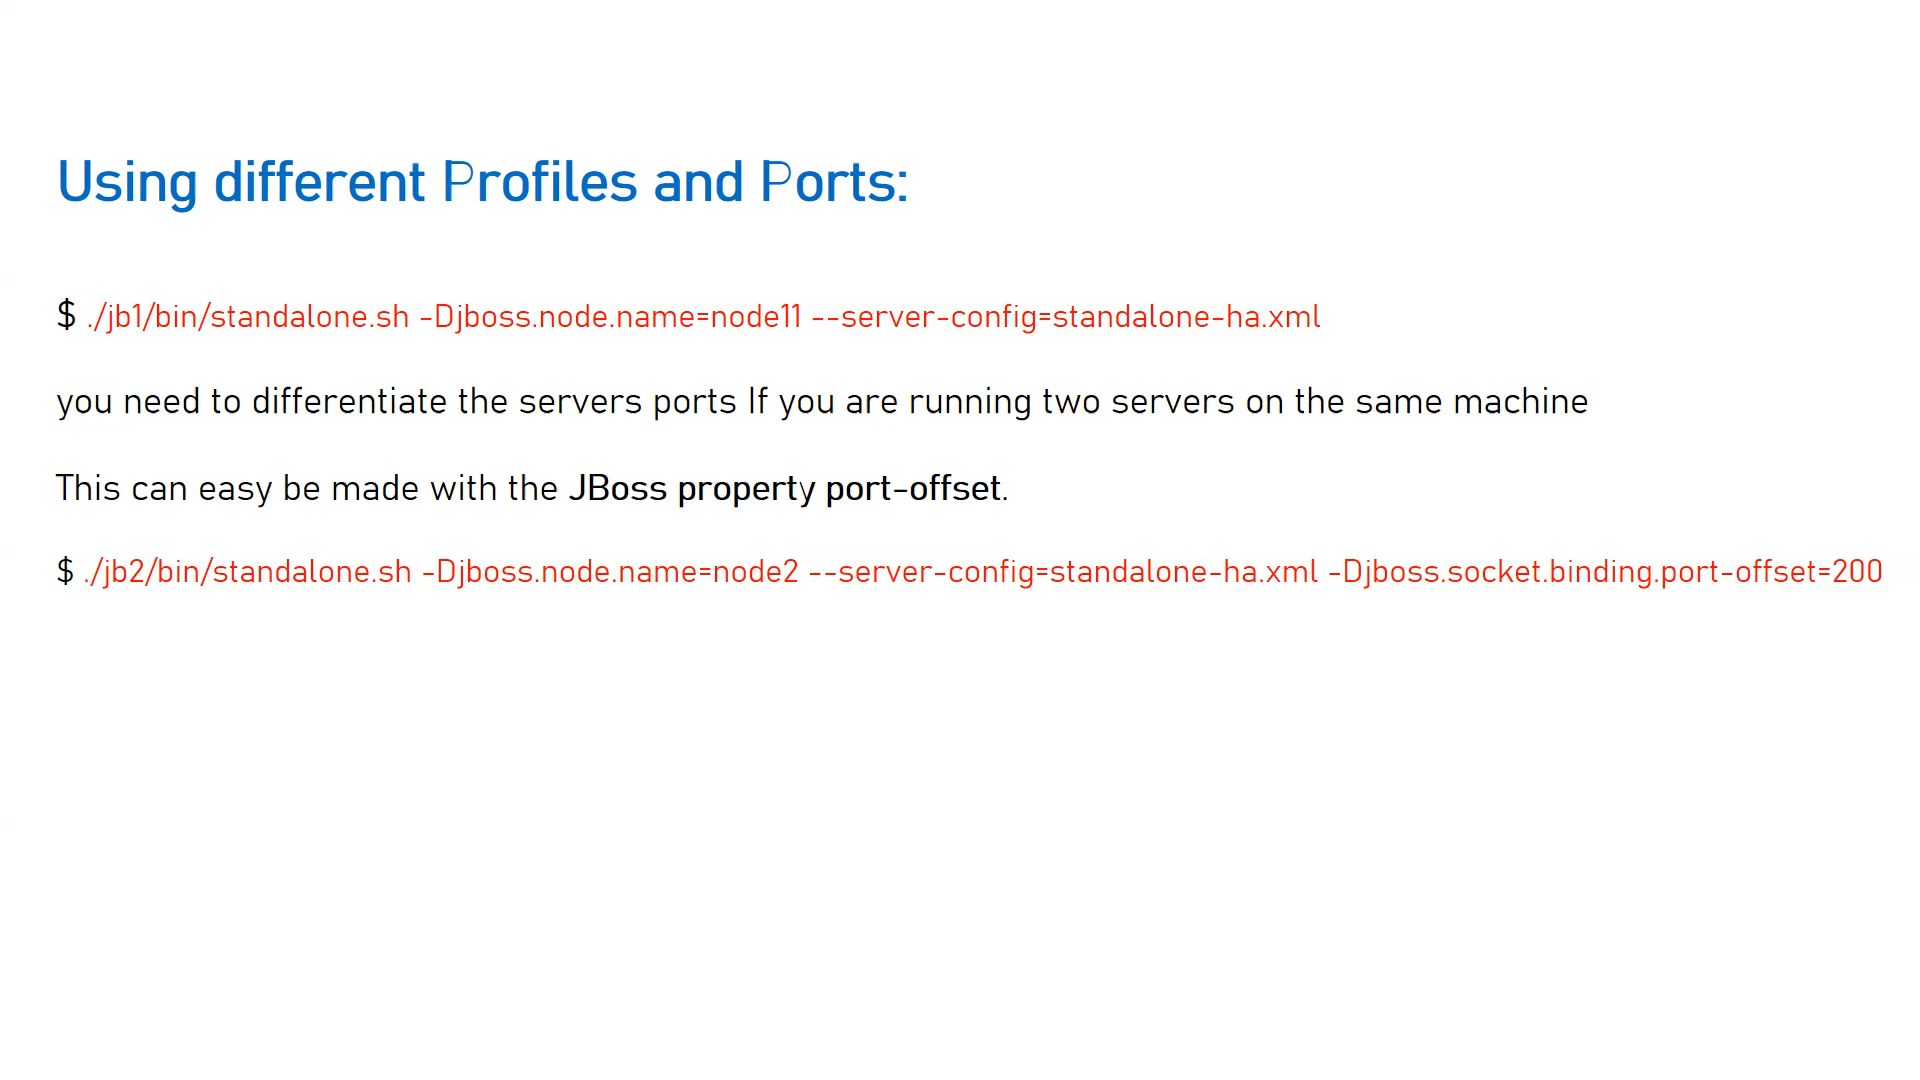 Using different Profiles and Ports:
$ ./jb1/bin/standalone.sh -Djboss.node.name=node11 --server-config=standalone-ha.xml
you need to differentiate the servers ports If you are running two servers on the same machine
This can easy be made with the JBoss property port-offset.
$ ./jb2/bin/standalone.sh -Djboss.node.name=node2 --server-config=standalone-ha.xml -Djboss.socket.binding.port-offset=200